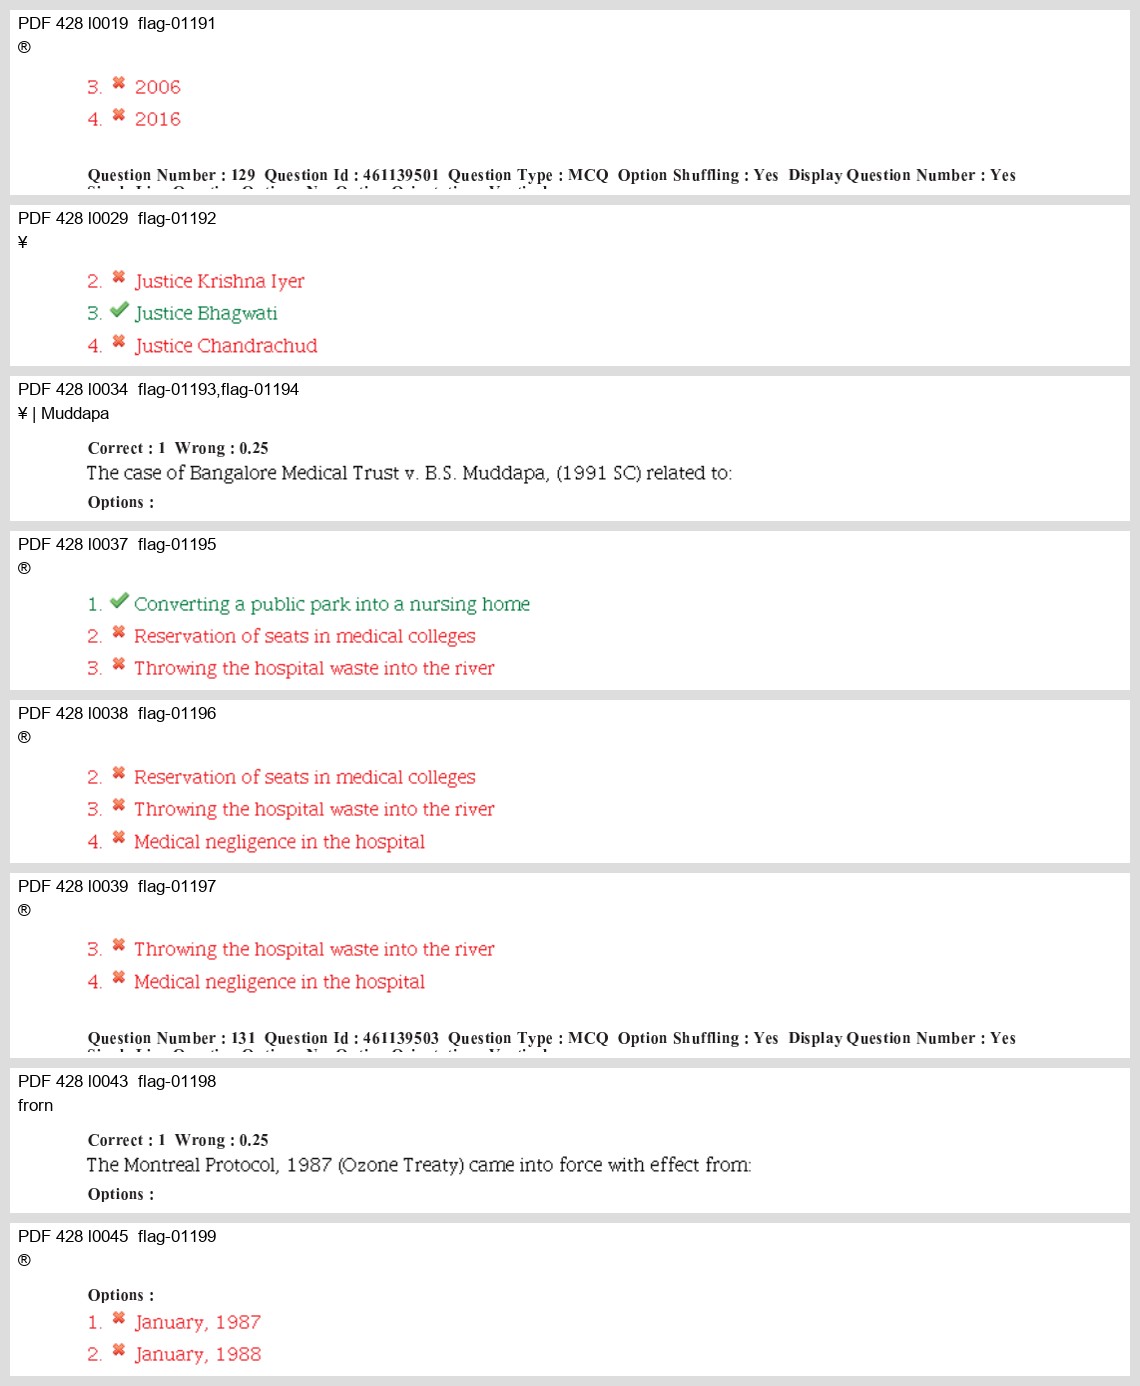 PDF 428 l0019 flag-01191
®
3. ✖ 2006
4. ✖ 2016
Question Number : 129 Question Id : 461139501 Question Type : MCQ Option Shuffling : Yes Display Question Number : Yes
PDF 428 l0029 flag-01192
¥
2. ✖ Justice Krishna Iyer
3. ✔ Justice Bhagwati
4. ✖ Justice Chandrachud
PDF 428 l0034 flag-01193,flag-01194
¥ | Muddapa
Correct : 1 Wrong : 0.25
The case of Bangalore Medical Trust v. B.S. Muddapa, (1991 SC) related to:
Options :
PDF 428 l0037 flag-01195
®
1. ✔ Converting a public park into a nursing home
2. ✖ Reservation of seats in medical colleges
3. ✖ Throwing the hospital waste into the river
PDF 428 l0038 flag-01196
®
2. ✖ Reservation of seats in medical colleges
3. ✖ Throwing the hospital waste into the river
4. ✖ Medical negligence in the hospital
PDF 428 l0039 flag-01197
®
3. ✖ Throwing the hospital waste into the river
4. ✖ Medical negligence in the hospital
Question Number : 131 Question Id : 461139503 Question Type : MCQ Option Shuffling : Yes Display Question Number : Yes
PDF 428 l0043 flag-01198
frorn
Correct : 1 Wrong : 0.25
The Montreal Protocol, 1987 (Ozone Treaty) came into force with effect from:
Options :
PDF 428 l0045 flag-01199
®
Options :
1. ✖ January, 1987
2. ✖ January, 1988